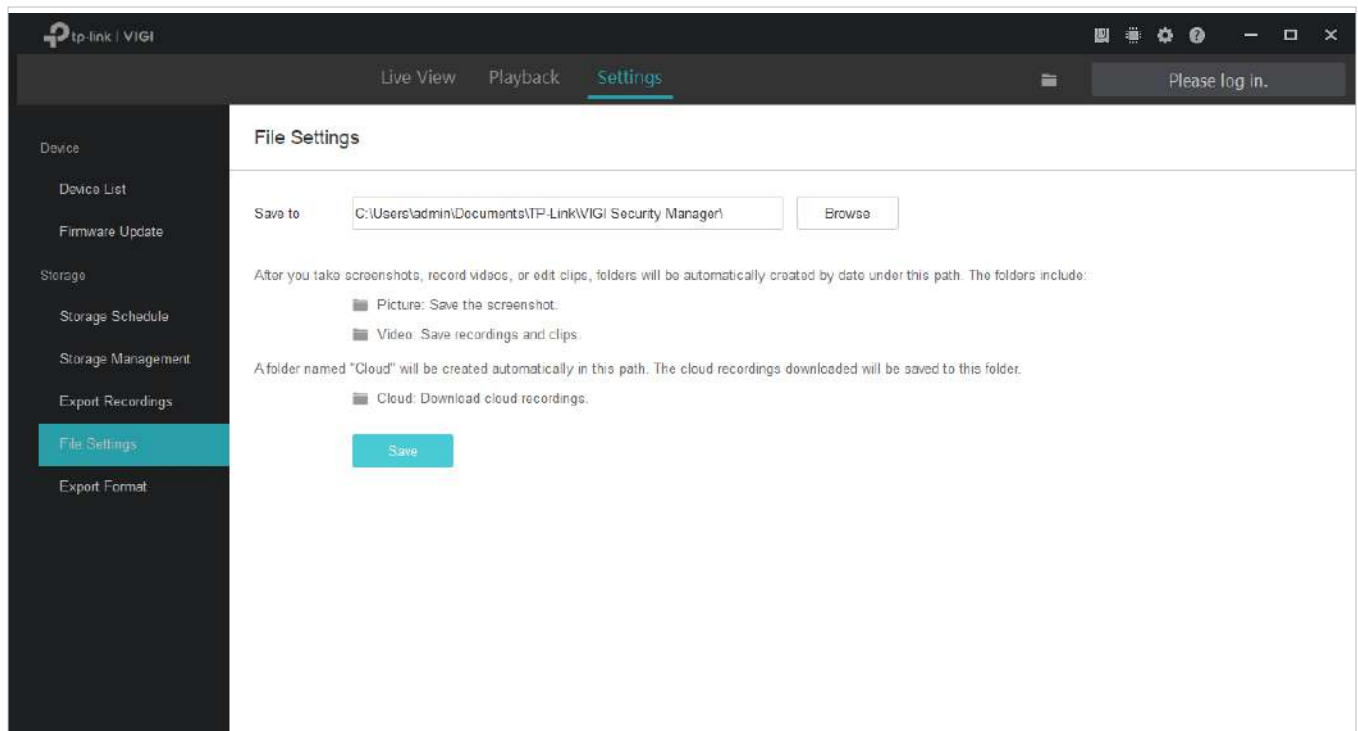 tp-link | VIGI
Live View Playback Settings
Please log in.
Device
Device List
Firmware Update
Storage
Storage Schedule
Storage Management
Export Recordings
File Settings
Export Format
File Settings
Save to C:\Users\admin\Documents\TP-Link\VIGI Security Manager\ Browse
After you take screenshots, record videos, or edit clips, folders will be automatically created by date under this path. The folders include:
Picture: Save the screenshot.
Video: Save recordings and clips.
A folder named "Cloud" will be created automatically in this path. The cloud recordings downloaded will be saved to this folder.
Cloud: Download cloud recordings.
Save